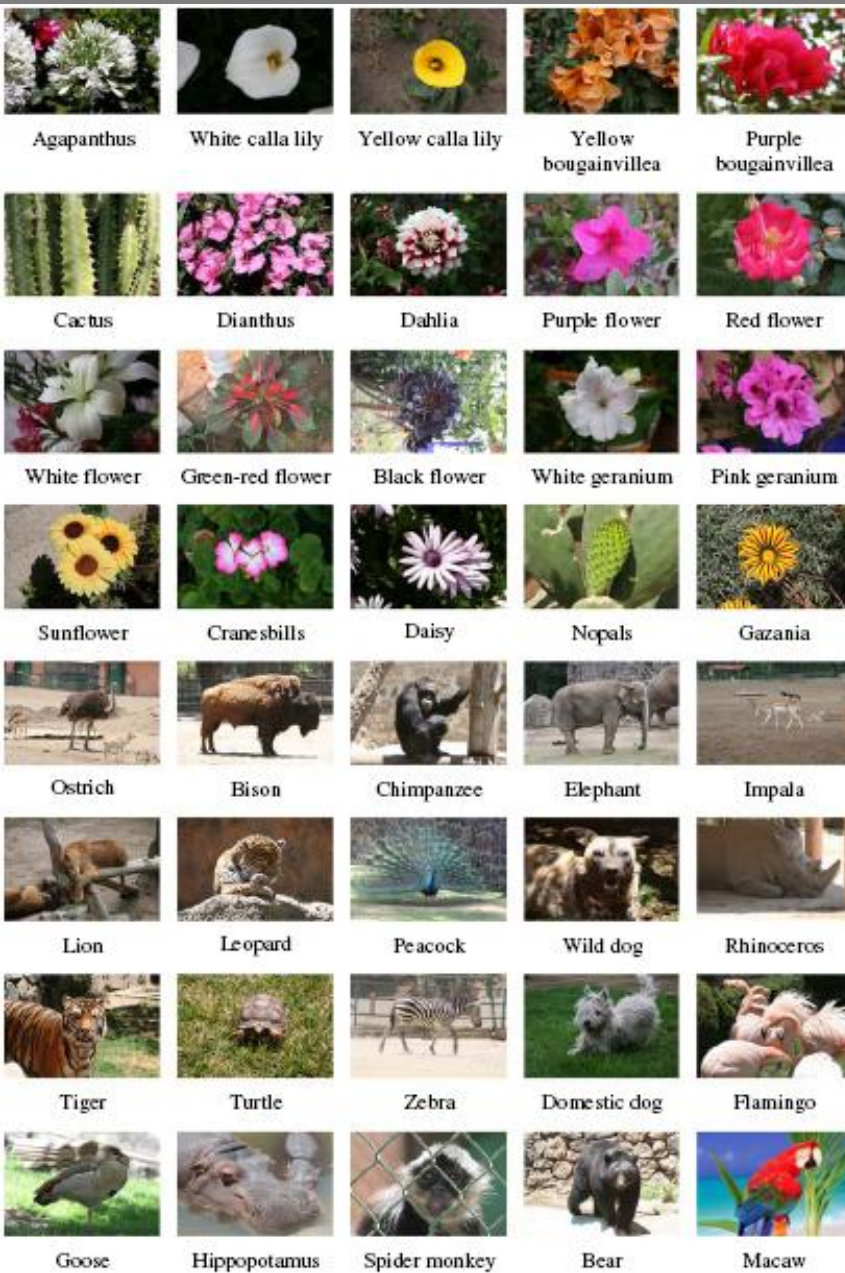 Agapanthus
White calla lily
Yellow calla lily
Yellow
bougainvillea
Purple
bougainvillea
Cactus
Dianthus
Dahlia
Purple flower
Red flower
White flower
Green-red flower
Black flower
White geranium
Pink geranium
Sunflower
Cranesbills
Daisy
Nopals
Gazania
Ostrich
Bison
Chimpanzee
Elephant
Impala
Lion
Leopard
Peacock
Wild dog
Rhinoceros
Tiger
Turtle
Zebra
Domestic dog
Flamingo
Goose
Hippopotamus
Spider monkey
Bear
Macaw